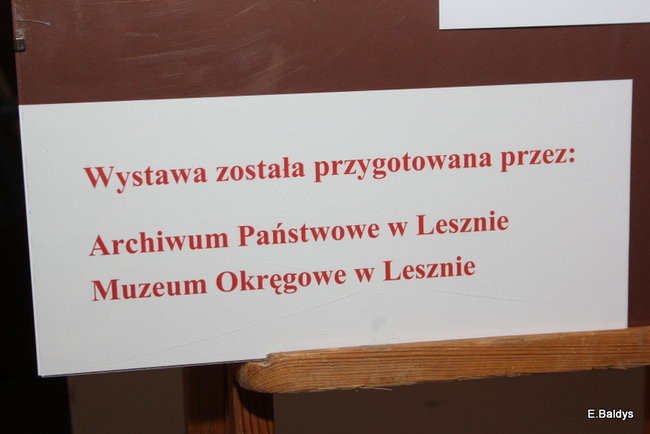 Wystawa została przygotowana przez:
Archiwum Państwowe w Lesznie
Muzeum Okręgowe w Lesznie
E.Baldys